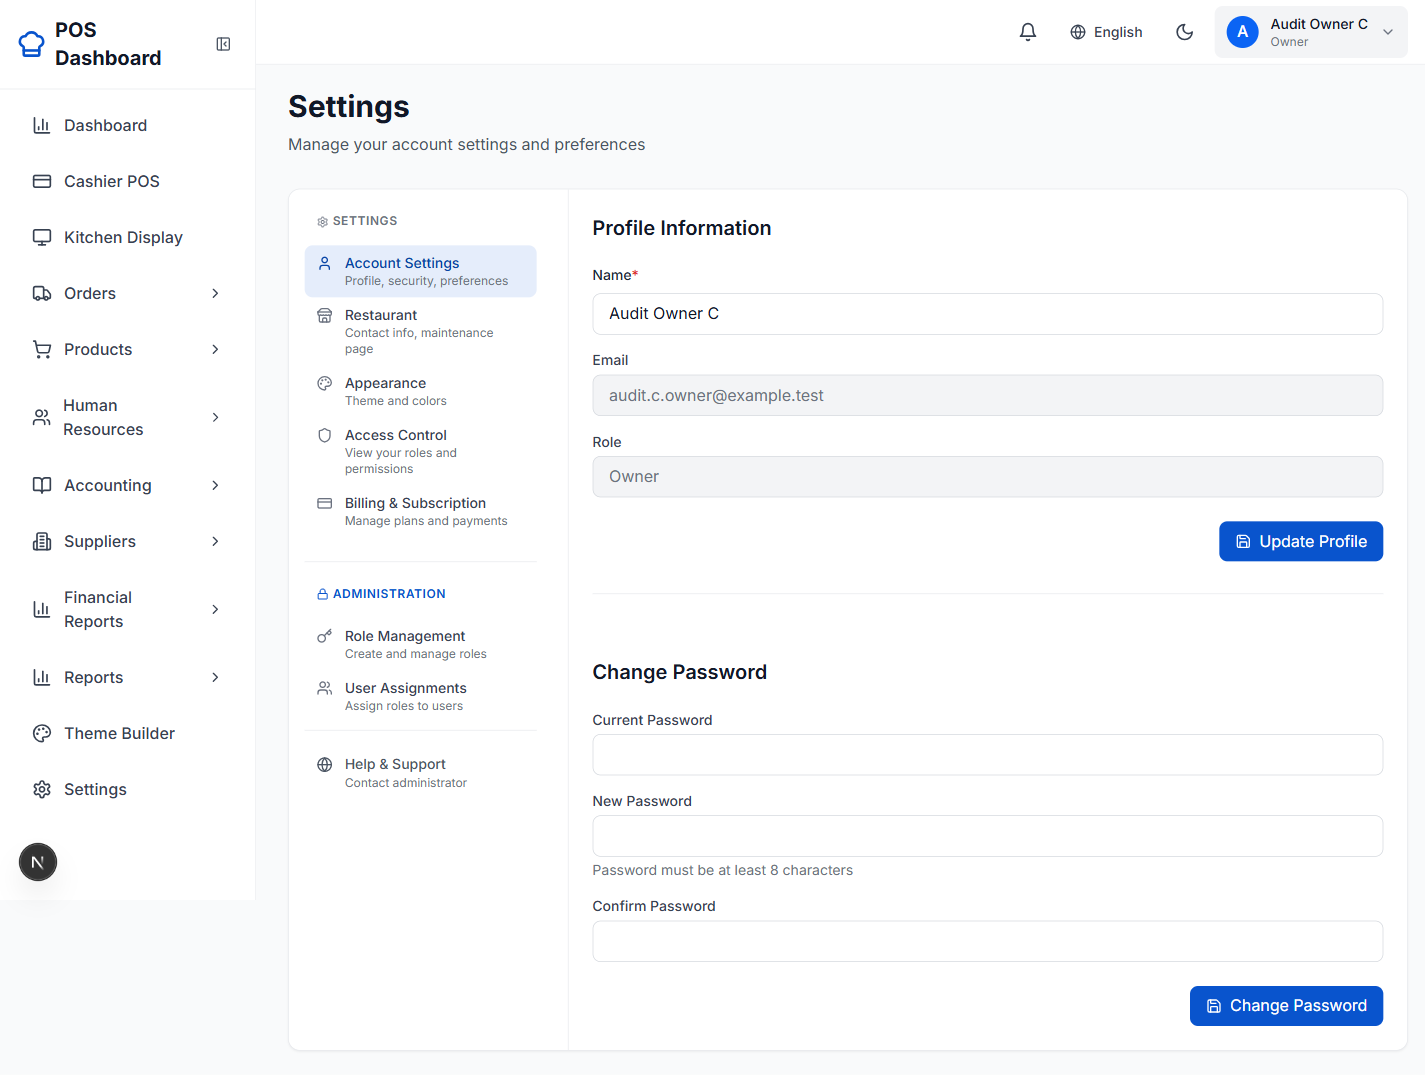 POS
Dashboard
English
A
Audit Owner C
Owner
Dashboard
Cashier POS
Kitchen Display
Orders
Products
Human
Resources
Accounting
Suppliers
Financial
Reports
Reports
Theme Builder
Settings
N
Settings
Manage your account settings and preferences
SETTINGS
Account Settings
Profile, security, preferences
Restaurant
Contact info, maintenance
page
Appearance
Theme and colors
Access Control
View your roles and
permissions
Billing & Subscription
Manage plans and payments
ADMINISTRATION
Role Management
Create and manage roles
User Assignments
Assign roles to users
Help & Support
Contact administrator
Profile Information
Name*
Audit Owner C
Email
audit.c.owner@example.test
Role
Owner
Update Profile
Change Password
Current Password
New Password
Password must be at least 8 characters
Confirm Password
Change Password